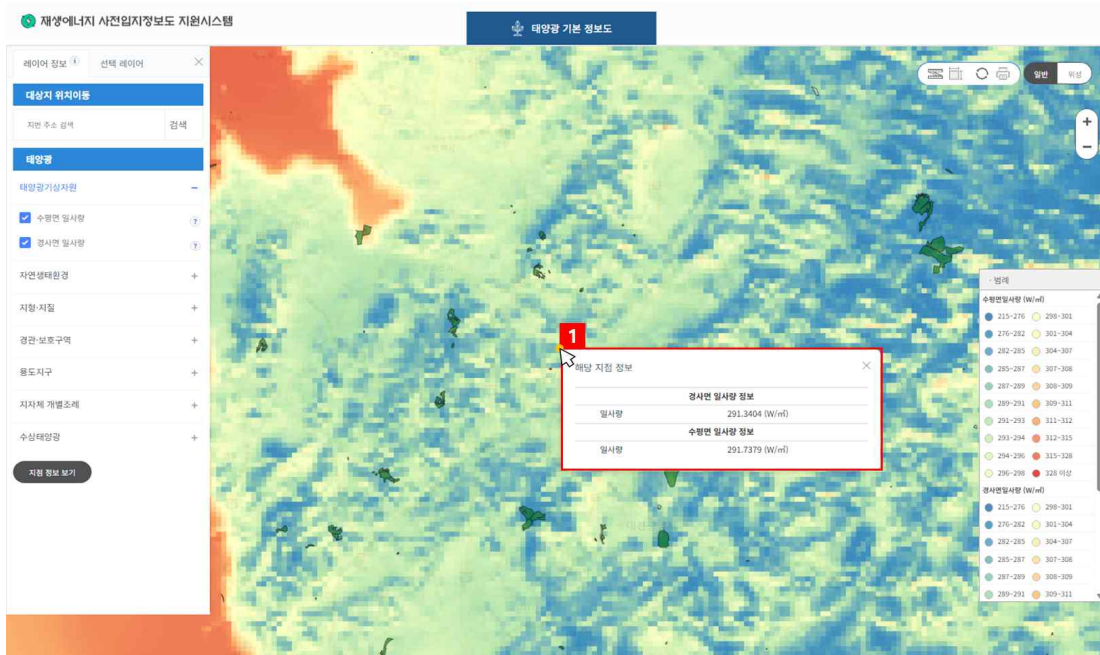 재생에너지 사전입지정보도 지원시스템
태양광 기본 정보도
레이어 정보 선택 레이어
대상지 위치이동
지번 주소 검색 검색
태양광
태양광기상자원 −
수평면 일사량 ?
경사면 일사량 ?
자연생태환경 +
지형·지질 +
경관·보호구역 +
용도지구 +
지자체 개별조례 +
수상태양광 +
지점 정보 보기
일반 위성
+
−
1
해당 지점 정보
경사면 일사량 정보
일사량 291.3404 (W/㎡)
수평면 일사량 정보
일사량 291.7379 (W/㎡)
· 범례
수평면일사량 (W/㎡)
215~276 298~301
276~282 301~304
282~285 304~307
285~287 307~308
287~289 308~309
289~291 309~311
291~293 311~312
293~294 312~315
294~296 315~328
296~298 328 이상
경사면일사량 (W/㎡)
215~276 298~301
276~282 301~304
282~285 304~307
285~287 307~308
287~289 308~309
289~291 309~311